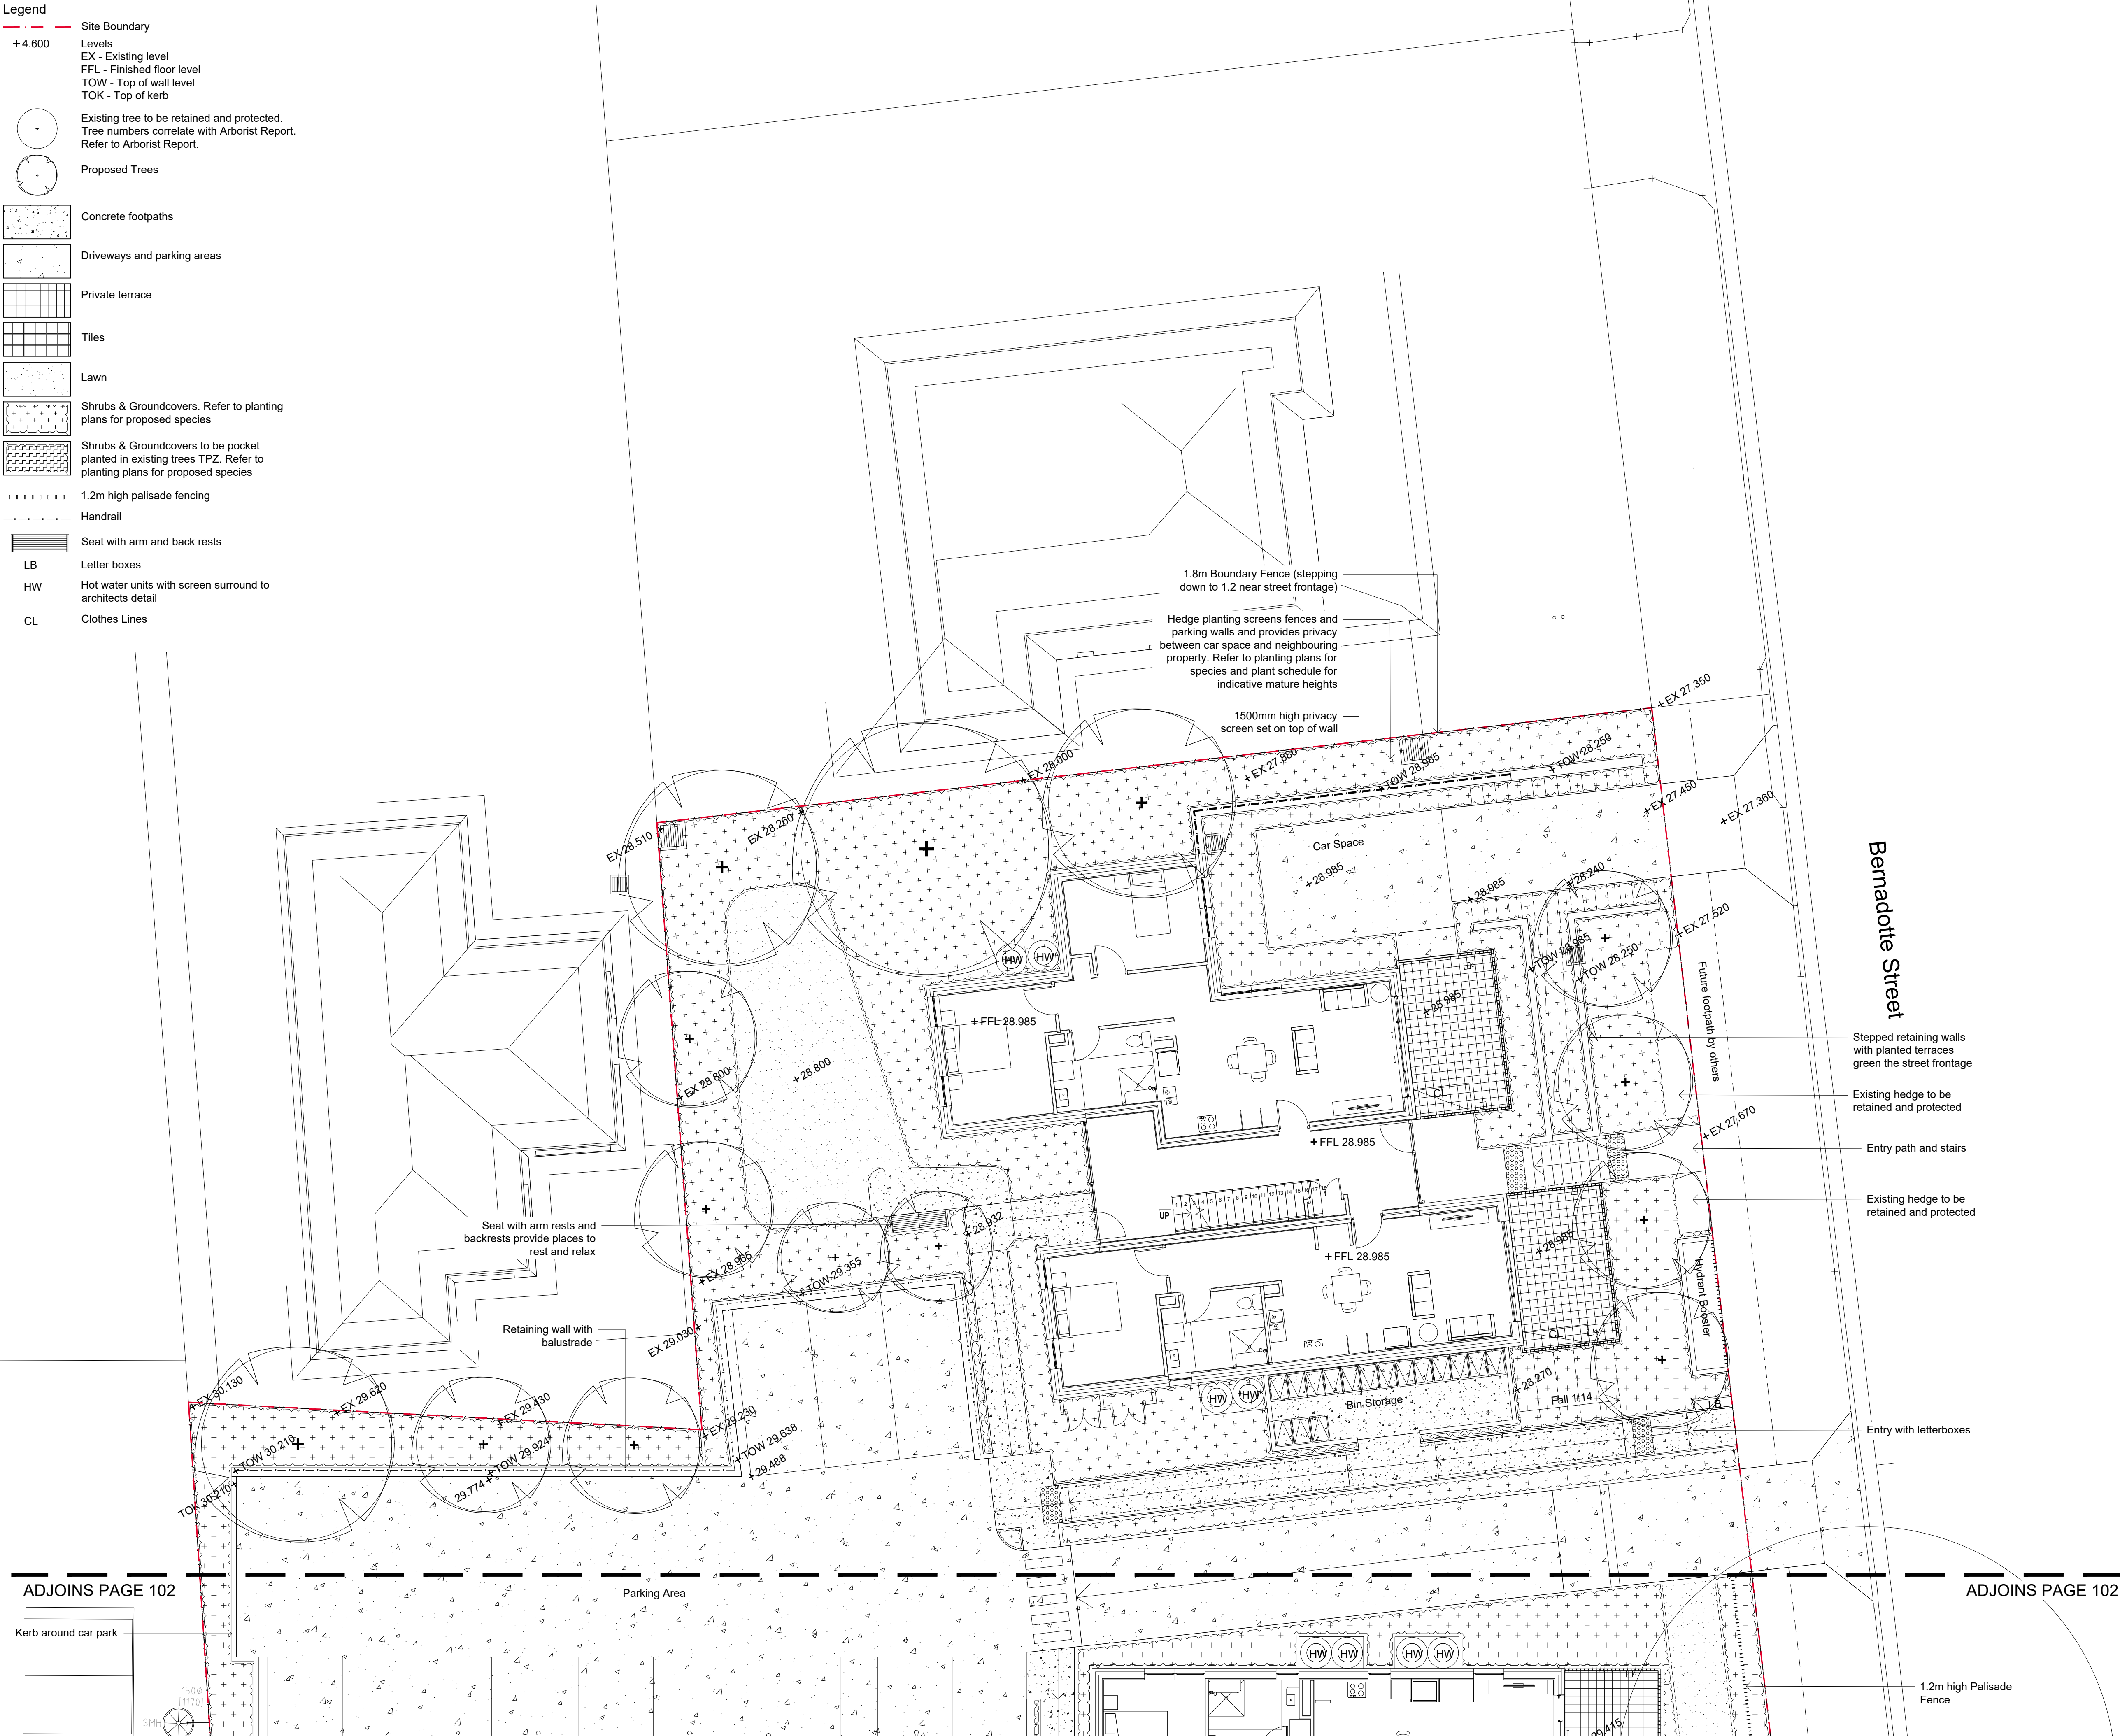 Legend
Site Boundary
+4.600
Levels
EX - Existing level
FFL - Finished floor level
TOW - Top of wall level
TOK - Top of kerb
Existing tree to be retained and protected.
Tree numbers correlate with Arborist Report.
Refer to Arborist Report.
Proposed Trees
Concrete footpaths
Driveways and parking areas
Private terrace
Tiles
Lawn
Shrubs & Groundcovers. Refer to planting
plans for proposed species
Shrubs & Groundcovers to be pocket
planted in existing trees TPZ. Refer to
planting plans for proposed species
1.2m high palisade fencing
Handrail
Seat with arm and back rests
LB
Letter boxes
HW
Hot water units with screen surround to
architects detail
CL
Clothes Lines
1.8m Boundary Fence (stepping
down to 1.2 near street frontage)
Hedge planting screens fences and
parking walls and provides privacy
between car space and neighbouring
property. Refer to planting plans for
species and plant schedule for
indicative mature heights
1500mm high privacy
screen set on top of wall
+EX 27.350
+EX 28.000
+EX 27.886
+TOW 28.985
+TOW 28.250
EX 28.510
EX 28.260
+EX 27.450
+EX 27.360
Car Space
+28.985
+28.985
+28.240
+EX 27.520
+TOW 28.985
+TOW 28.250
Bernadotte Street
HW
HW
+FFL 28.985
+28.985
Future footpath by others
+28.800
+EX 28.800
CL
Stepped retaining walls
with planted terraces
green the street frontage
Existing hedge to be
retained and protected
+FFL 28.985
+EX 27.670
Entry path and stairs
Existing hedge to be
retained and protected
Seat with arm rests and
backrests provide places to
rest and relax
UP
+28.932
+28.985
+FFL 28.985
+EX 28.965
+TOW 29.355
Hydrant Booster
Retaining wall with
balustrade
EX 29.030
CL
+EX 30.130
+EX 29.620
+EX 29.430
+EX 29.230
HW
HW
Bin Storage
+28.270
Fall 1:14
LB
Entry with letterboxes
+TOW 30.210
+TOW 29.924
+TOW 29.638
+29.488
TOK 30.210
29.774
ADJOINS PAGE 102
ADJOINS PAGE 102
Parking Area
Kerb around car park
HW
HW
HW
HW
150ø
[1170]
SMH
1.2m high Palisade
Fence
29.415